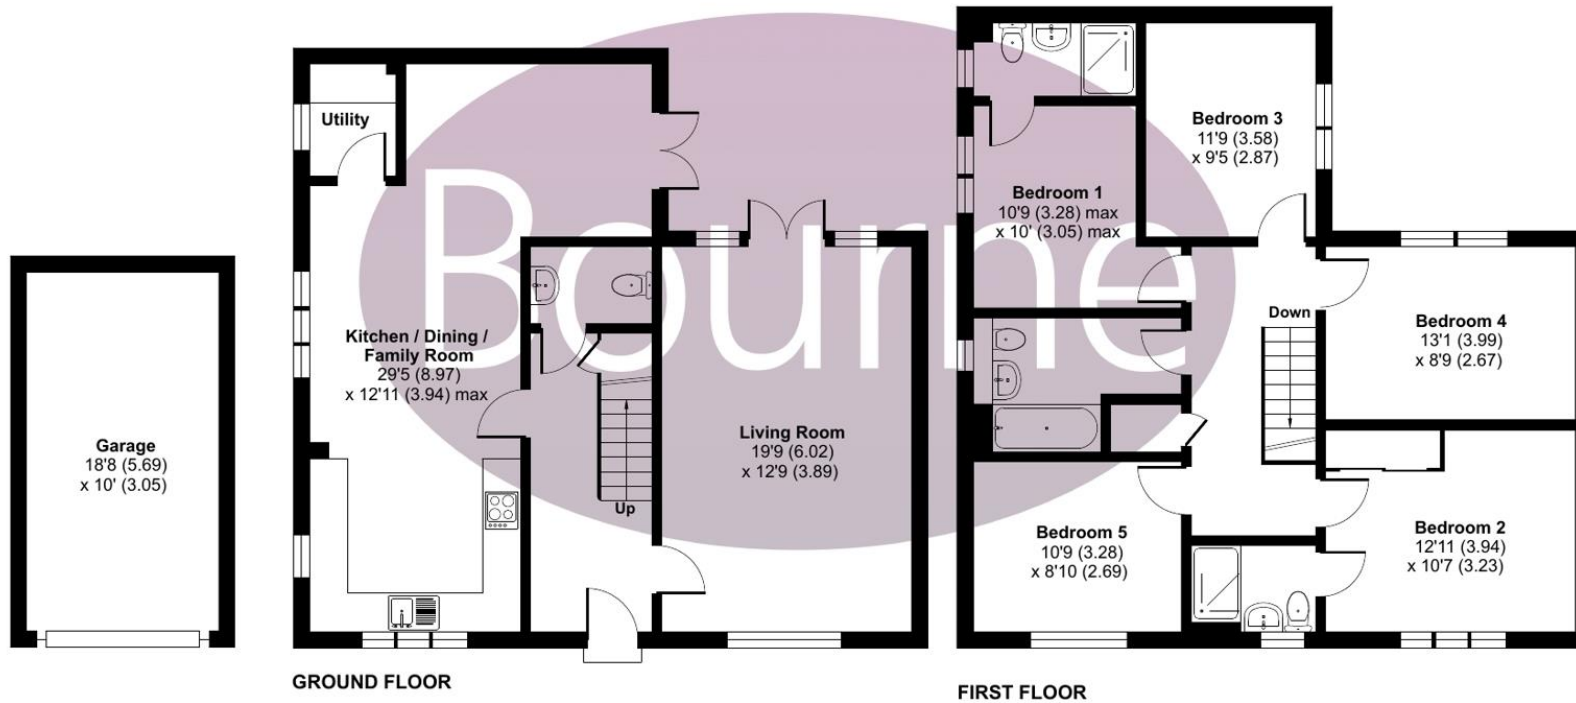 Bourne
Garage
18'8 (5.69)
x 10' (3.05)
Utility
Kitchen / Dining /
Family Room
29'5 (8.97)
x 12'11 (3.94) max
Up
Living Room
19'9 (6.02)
x 12'9 (3.89)
GROUND FLOOR
Bedroom 3
11'9 (3.58)
x 9'5 (2.87)
Bedroom 1
10'9 (3.28) max
x 10' (3.05) max
Down
Bedroom 4
13'1 (3.99)
x 8'9 (2.67)
Bedroom 5
10'9 (3.28)
x 8'10 (2.69)
Bedroom 2
12'11 (3.94)
x 10'7 (3.23)
FIRST FLOOR